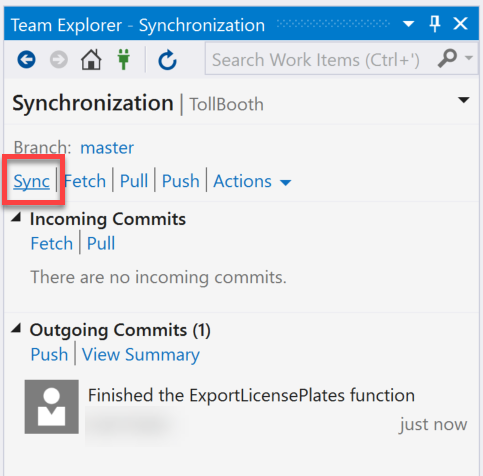 Team Explorer - Synchronization
Search Work Items (Ctrl+')
Synchronization | TollBooth
Branch: master
Sync | Fetch | Pull | Push | Actions
Incoming Commits
Fetch | Pull
There are no incoming commits.
Outgoing Commits (1)
Push | View Summary
Finished the ExportLicensePlates function
just now